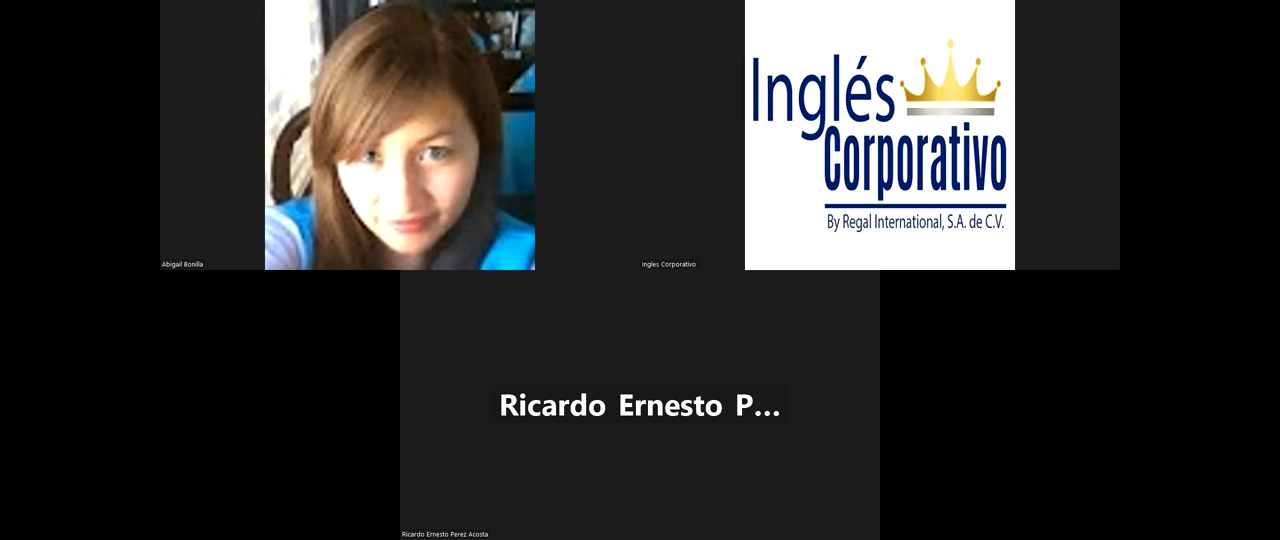 Inglés
Corporativo
By Regal International, S.A. de C.V.
Abigail Bonilla
Ingles Corporativo
Ricardo Ernesto P...
Ricardo Ernesto Perez Acosta